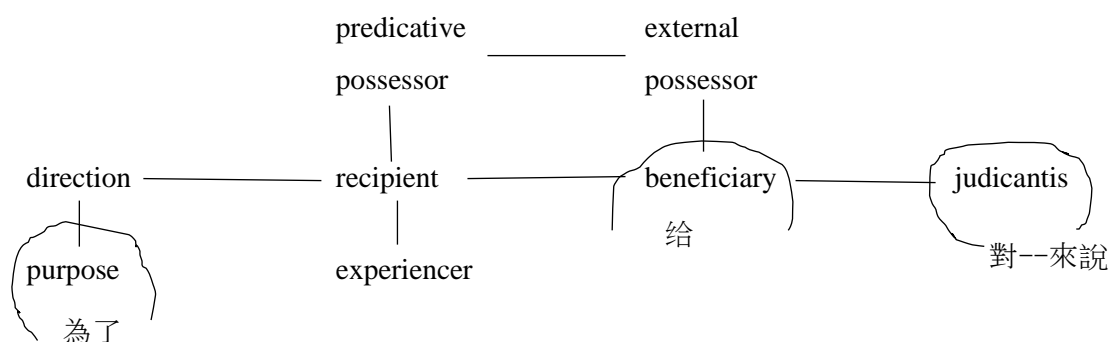 predicative external
possessor possessor
direction recipient beneficiary judicantis
给
對--來說
purpose experiencer
為了